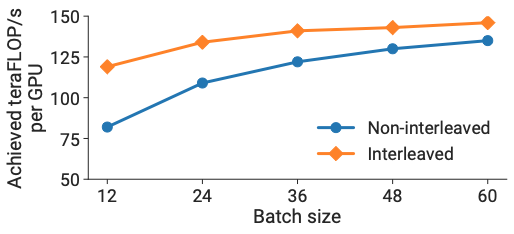 Achieved teraFLOP/s
per GPU
150
125
100
75
50
12 24 36 48 60
Batch size
Non-interleaved
Interleaved